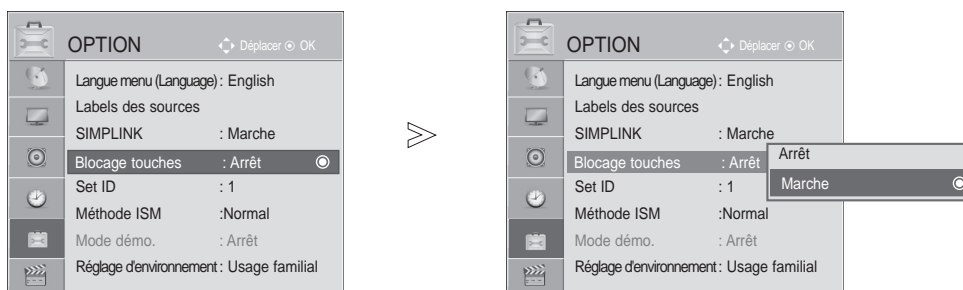 OPTION
Déplacer OK
Langue menu (Language) : English
Labels des sources
SIMPLINK : Marche
Blocage touches : Arrêt
Set ID : 1
Méthode ISM :Normal
Mode démo. : Arrêt
Réglage d'environnement : Usage familial
OPTION
Déplacer OK
Langue menu (Language) : English
Labels des sources
SIMPLINK : Marche
Blocage touches : Arrêt
Set ID : 1
Méthode ISM :Normal
Mode démo. : Arrêt
Réglage d'environnement : Usage familial
Arrêt
Marche